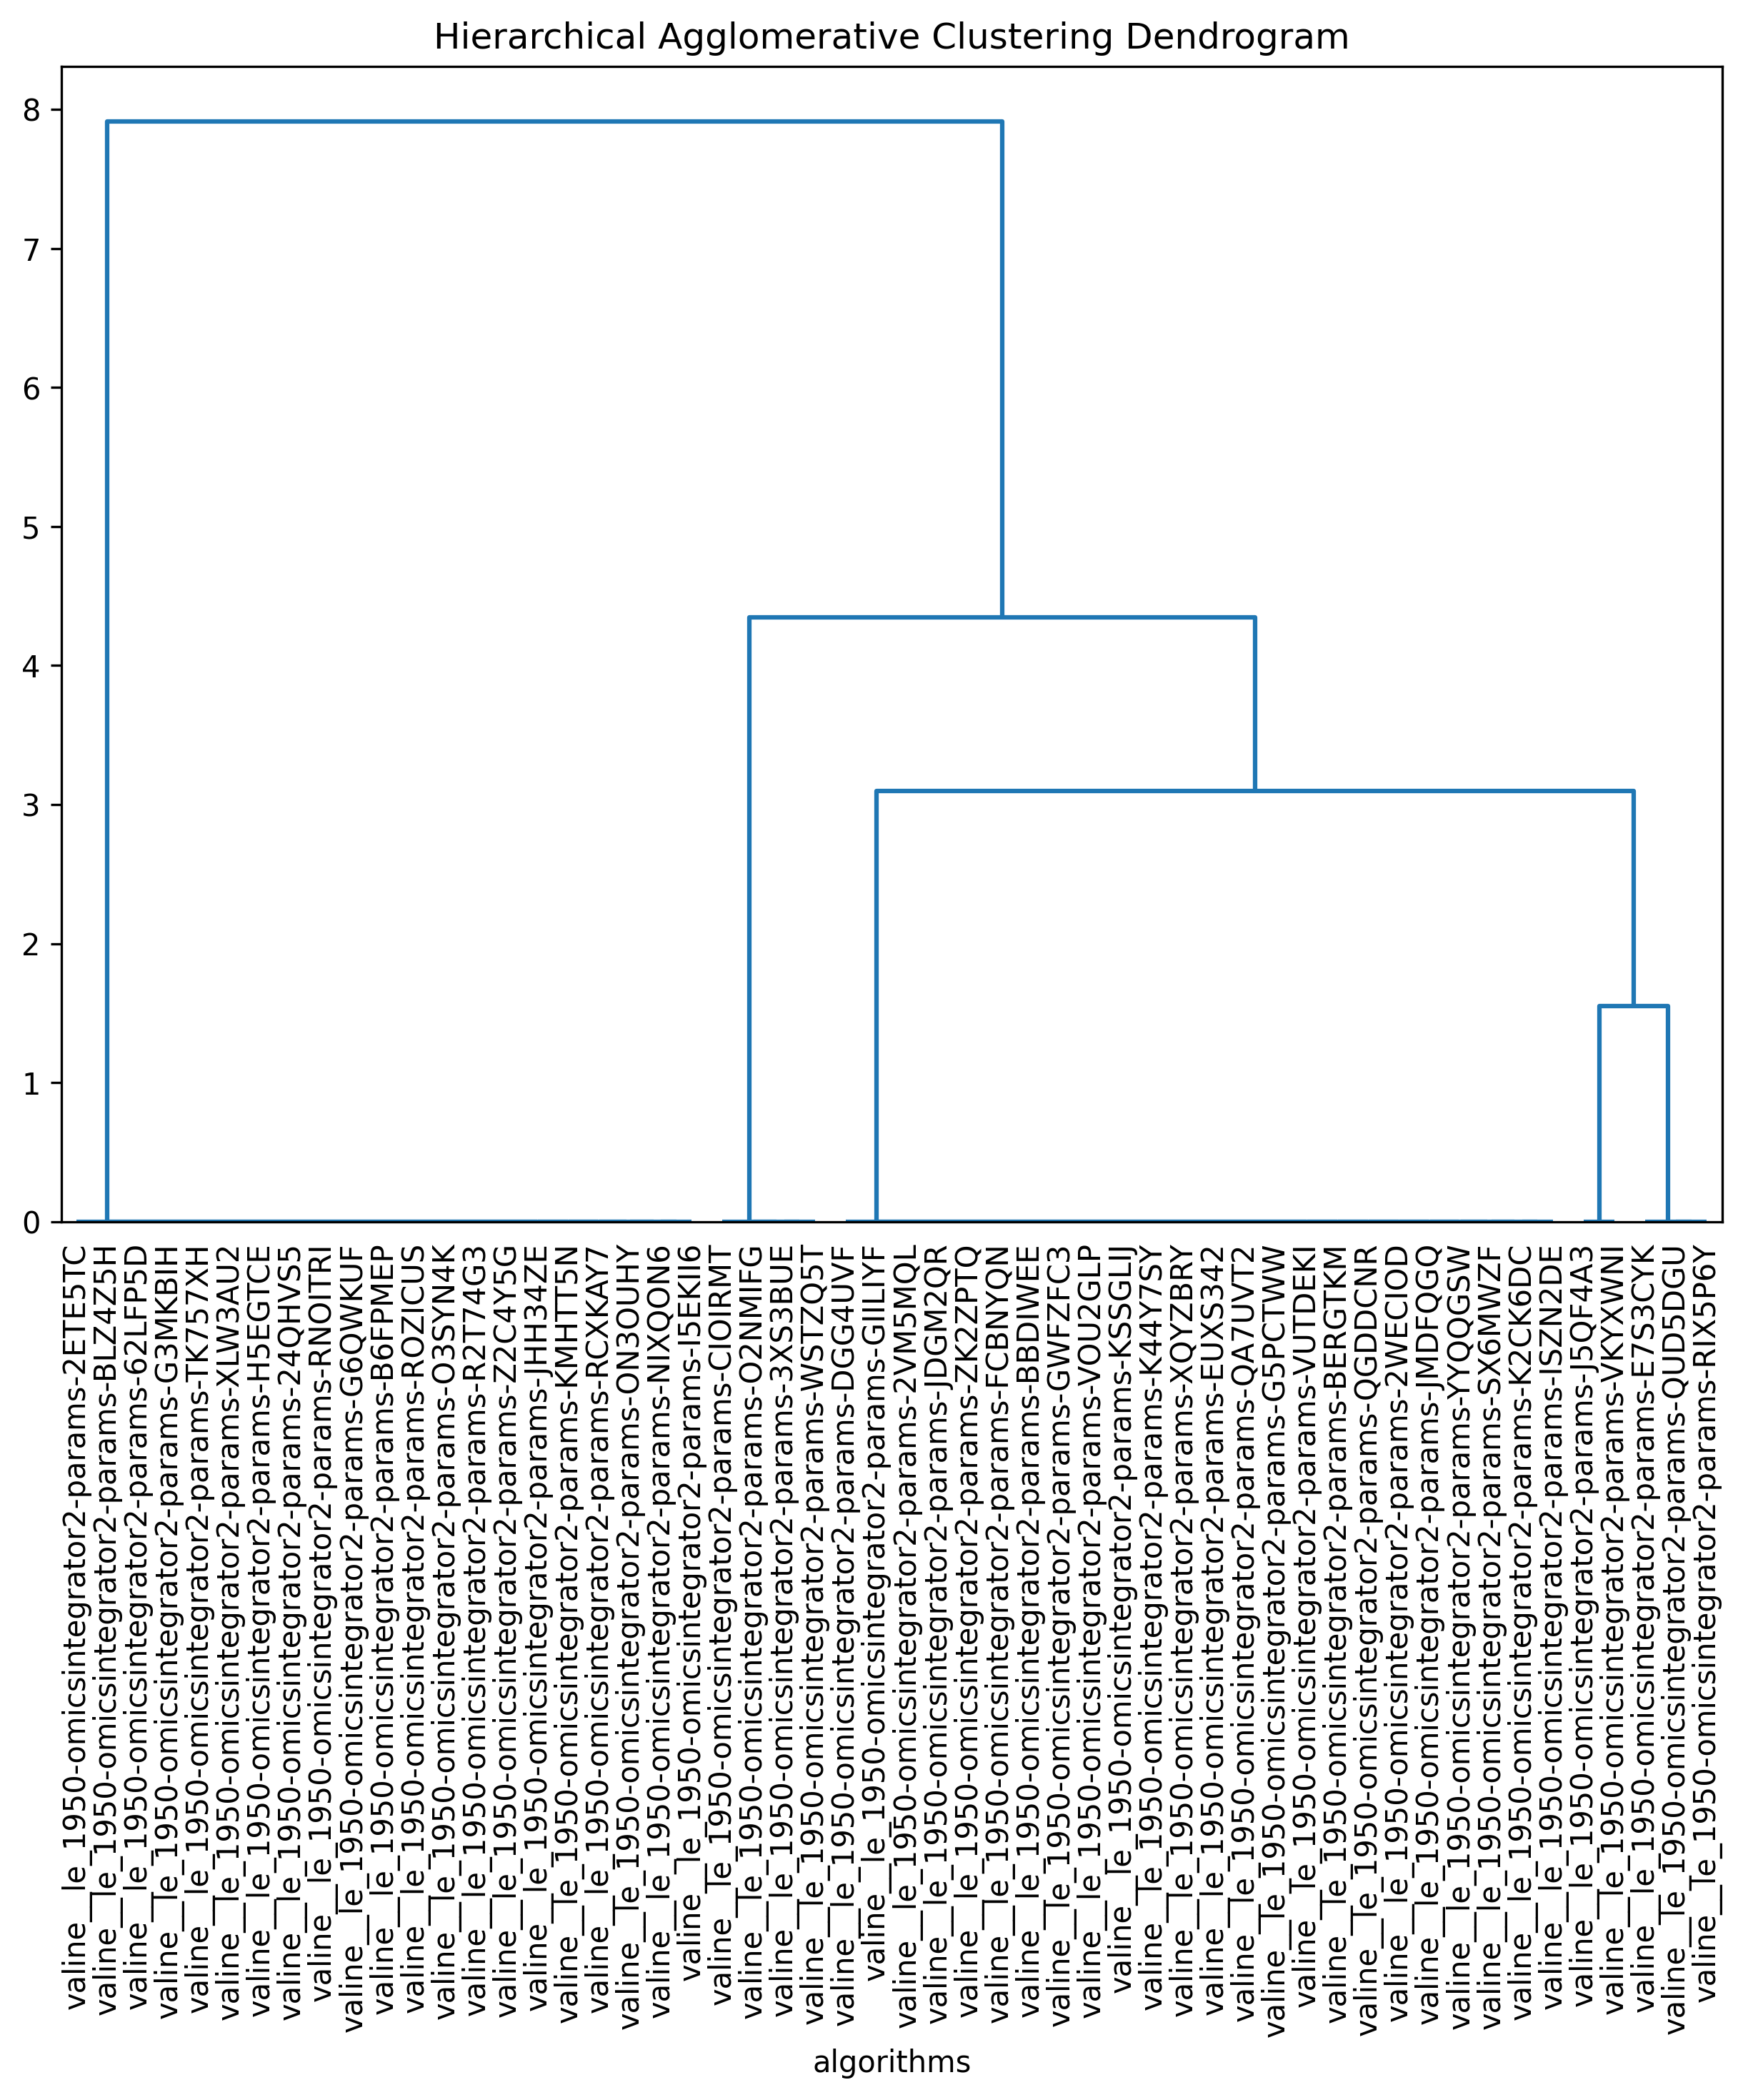 Hierarchical Agglomerative Clustering Dendrogram
8
7
6
5
4
3
2
1
0
valine__le_1950-omicsintegrator2-params-2ETE5TC
valine__le_1950-omicsintegrator2-params-BLZ4Z5H
valine__le_1950-omicsintegrator2-params-62LFP5D
valine__le_1950-omicsintegrator2-params-G3MKBIH
valine__le_1950-omicsintegrator2-params-TK757XH
valine__le_1950-omicsintegrator2-params-XLW3AU2
valine__le_1950-omicsintegrator2-params-H5EGTCE
valine__le_1950-omicsintegrator2-params-24QHVS5
valine__le_1950-omicsintegrator2-params-RNOITRI
valine__le_1950-omicsintegrator2-params-G6QWKUF
valine__le_1950-omicsintegrator2-params-B6FPMEP
valine__le_1950-omicsintegrator2-params-ROZICUS
valine__le_1950-omicsintegrator2-params-O3SYN4K
valine__le_1950-omicsintegrator2-params-R2T74G3
valine__le_1950-omicsintegrator2-params-Z2C4Y5G
valine__le_1950-omicsintegrator2-params-JHH34ZE
valine__le_1950-omicsintegrator2-params-KMHTT5N
valine__le_1950-omicsintegrator2-params-RCXKAY7
valine__le_1950-omicsintegrator2-params-ON3OUHY
valine__le_1950-omicsintegrator2-params-NIXQON6
valine__le_1950-omicsintegrator2-params-I5EKII6
valine__le_1950-omicsintegrator2-params-CIOIRMT
valine__le_1950-omicsintegrator2-params-O2NMIFG
valine__le_1950-omicsintegrator2-params-3XS3BUE
valine__le_1950-omicsintegrator2-params-WSTZQ5T
valine__le_1950-omicsintegrator2-params-DGG4UVF
valine__le_1950-omicsintegrator2-params-GIILIYF
valine__le_1950-omicsintegrator2-params-2VM5MQL
valine__le_1950-omicsintegrator2-params-JDGM2QR
valine__le_1950-omicsintegrator2-params-ZK2ZPTQ
valine__le_1950-omicsintegrator2-params-FCBNYQN
valine__le_1950-omicsintegrator2-params-BBDIWEE
valine__le_1950-omicsintegrator2-params-GWFZFC3
valine__le_1950-omicsintegrator2-params-VOU2GLP
valine__le_1950-omicsintegrator2-params-KSSGLIJ
valine__le_1950-omicsintegrator2-params-K44Y7SY
valine__le_1950-omicsintegrator2-params-XQYZBRY
valine__le_1950-omicsintegrator2-params-EUXS342
valine__le_1950-omicsintegrator2-params-QA7UVT2
valine__le_1950-omicsintegrator2-params-G5PCTWW
valine__le_1950-omicsintegrator2-params-VUTDEKI
valine__le_1950-omicsintegrator2-params-BERGTKM
valine__le_1950-omicsintegrator2-params-QGDDCNR
valine__le_1950-omicsintegrator2-params-2WECIOD
valine__le_1950-omicsintegrator2-params-JMDFQGQ
valine__le_1950-omicsintegrator2-params-YYQQGSW
valine__le_1950-omicsintegrator2-params-SX6MWZF
valine__le_1950-omicsintegrator2-params-K2CK6DC
valine__le_1950-omicsintegrator2-params-ISZN2DE
valine__le_1950-omicsintegrator2-params-J5QF4A3
valine__le_1950-omicsintegrator2-params-VKYXWNI
valine__le_1950-omicsintegrator2-params-E7S3CYK
valine__le_1950-omicsintegrator2-params-QUD5DGU
valine__le_1950-omicsintegrator2-params-RIX5P6Y
algorithms